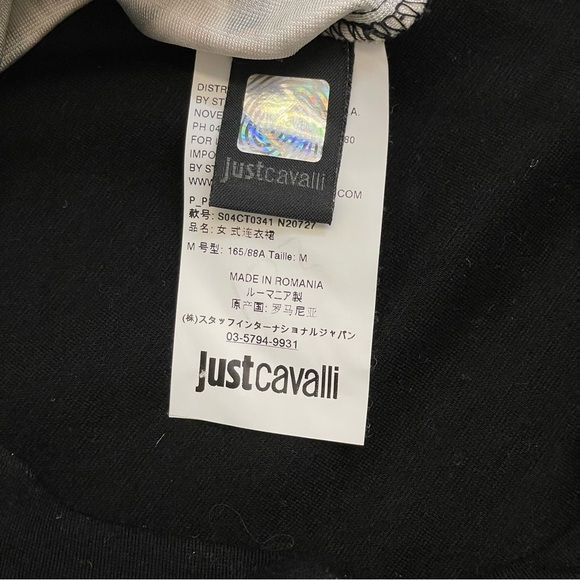 DISTR
BY ST A.
NOVE
PH 04 80
FOR
IMPO
BY ST
WWW. COM
Justcavalli
P_P
款号: S04CT0341 N20727
品名: 女式连衣裙
M 号型: 165/88A Taille: M
MADE IN ROMANIA
ルーマニア製
原产国: 罗马尼亚
(株)スタッフインターナショナルジャパン
03-5794-9931
Justcavalli